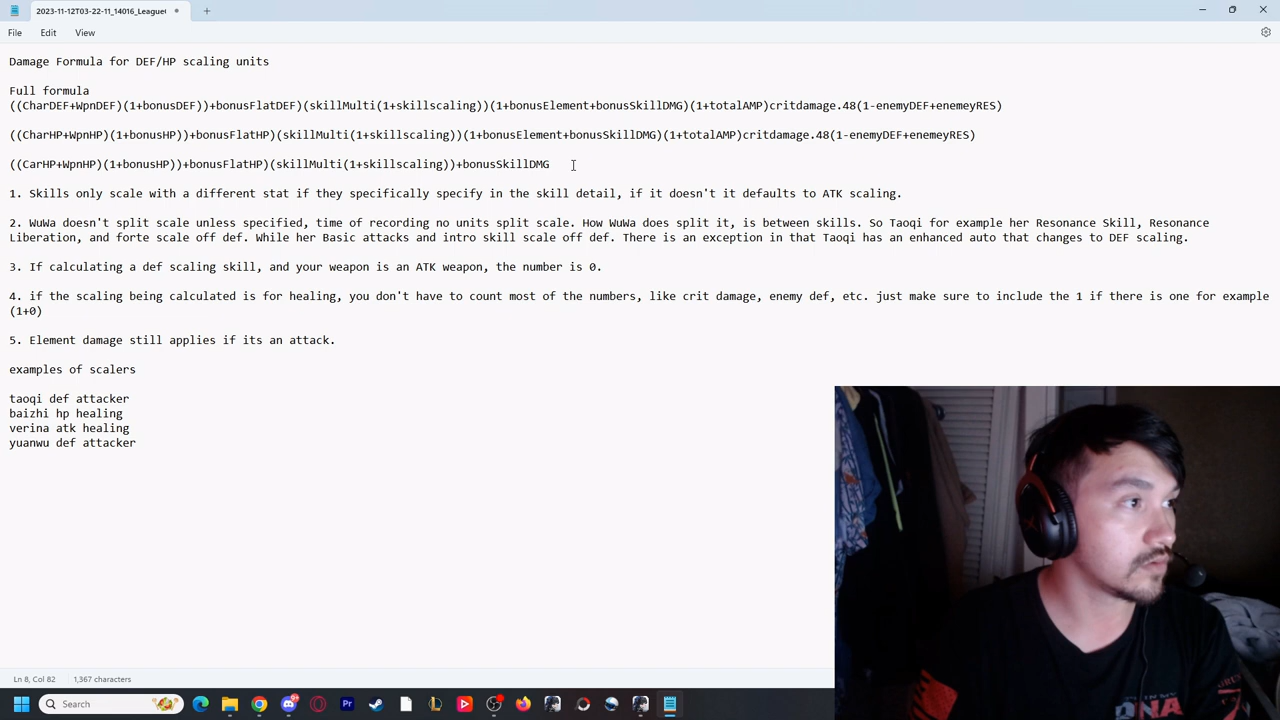 2023-11-12T03-22-11_14016_League
File Edit View
Damage Formula for DEF/HP scaling units
Full formula
((CharDEF+WpnDEF)(1+bonusDEF))+bonusFlatDEF)(skillMulti(1+skillscaling))(1+bonusElement+bonusSkillDMG)(1+totalAMP)critdamage.48(1-enemyDEF+enemeyRES)
((CharHP+WpnHP)(1+bonusHP))+bonusFlatHP)(skillMulti(1+skillscaling))(1+bonusElement+bonusSkillDMG)(1+totalAMP)critdamage.48(1-enemyDEF+enemeyRES)
((CarHP+WpnHP)(1+bonusHP))+bonusFlatHP)(skillMulti(1+skillscaling))+bonusSkillDMG
1. Skills only scale with a different stat if they specifically specify in the skill detail, if it doesn't it defaults to ATK scaling.
2. WuWa doesn't split scale unless specified, time of recording no units split scale. How WuWa does split it, is between skills. So Taoqi for example her Resonance Skill, Resonance
Liberation, and forte scale off def. While her Basic attacks and intro skill scale off def. There is an exception in that Taoqi has an enhanced auto that changes to DEF scaling.
3. If calculating a def scaling skill, and your weapon is an ATK weapon, the number is 0.
4. if the scaling being calculated is for healing, you don't have to count most of the numbers, like crit damage, enemy def, etc. just make sure to include the 1 if there is one for example
(1+0)
5. Element damage still applies if its an attack.
examples of scalers
taoqi def attacker
baizhi hp healing
verina atk healing
yuanwu def attacker
Ln 8, Col 82 1,367 characters
Search